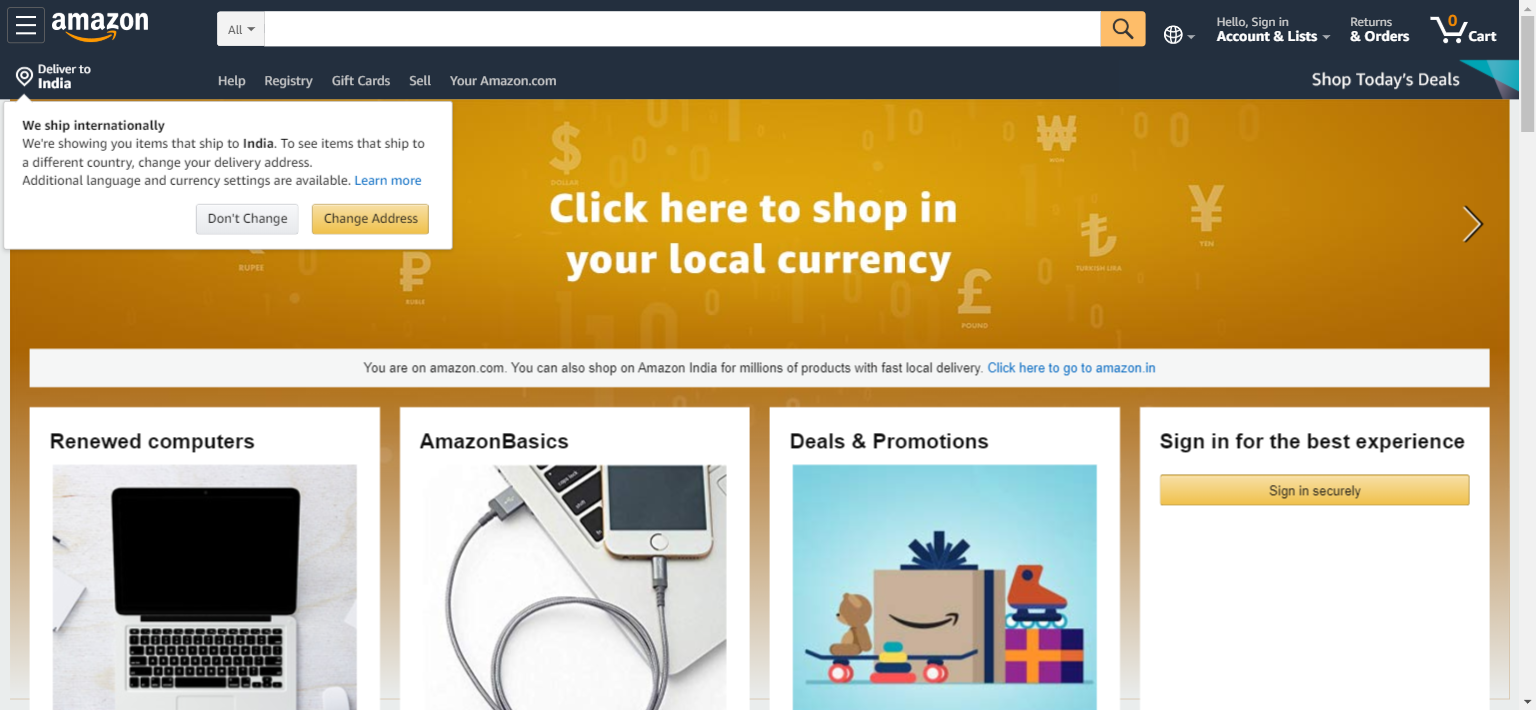 amazon
All
Hello, Sign in
Account & Lists
Returns
& Orders
0
Cart
Deliver to
India
Help
Registry
Gift Cards
Sell
Your Amazon.com
Shop Today's Deals
We ship internationally
We're showing you items that ship to India. To see items that ship to
a different country, change your delivery address.
Additional language and currency settings are available. Learn more
Don't Change
Change Address
$
DOLLAR
₩
WON
¥
YEN
₺
TURKISH LIRA
RUPEE
₽
RUBLE
£
POUND
Click here to shop in
your local currency
You are on amazon.com. You can also shop on Amazon India for millions of products with fast local delivery. Click here to go to amazon.in
Renewed computers
AmazonBasics
Deals & Promotions
Sign in for the best experience
Sign in securely